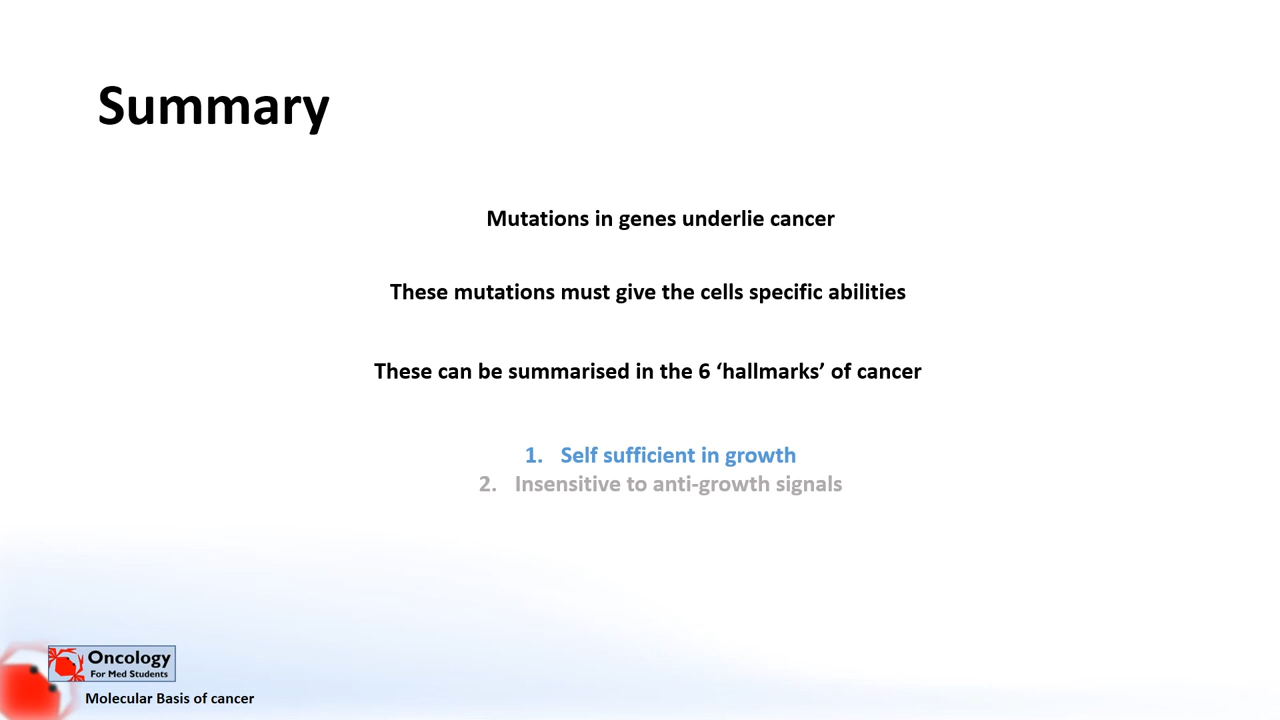 Summary
Mutations in genes underlie cancer
These mutations must give the cells specific abilities
These can be summarised in the 6 ‘hallmarks’ of cancer
1. Self sufficient in growth
2. Insensitive to anti-growth signals
Oncology
For Med Students
Molecular Basis of cancer